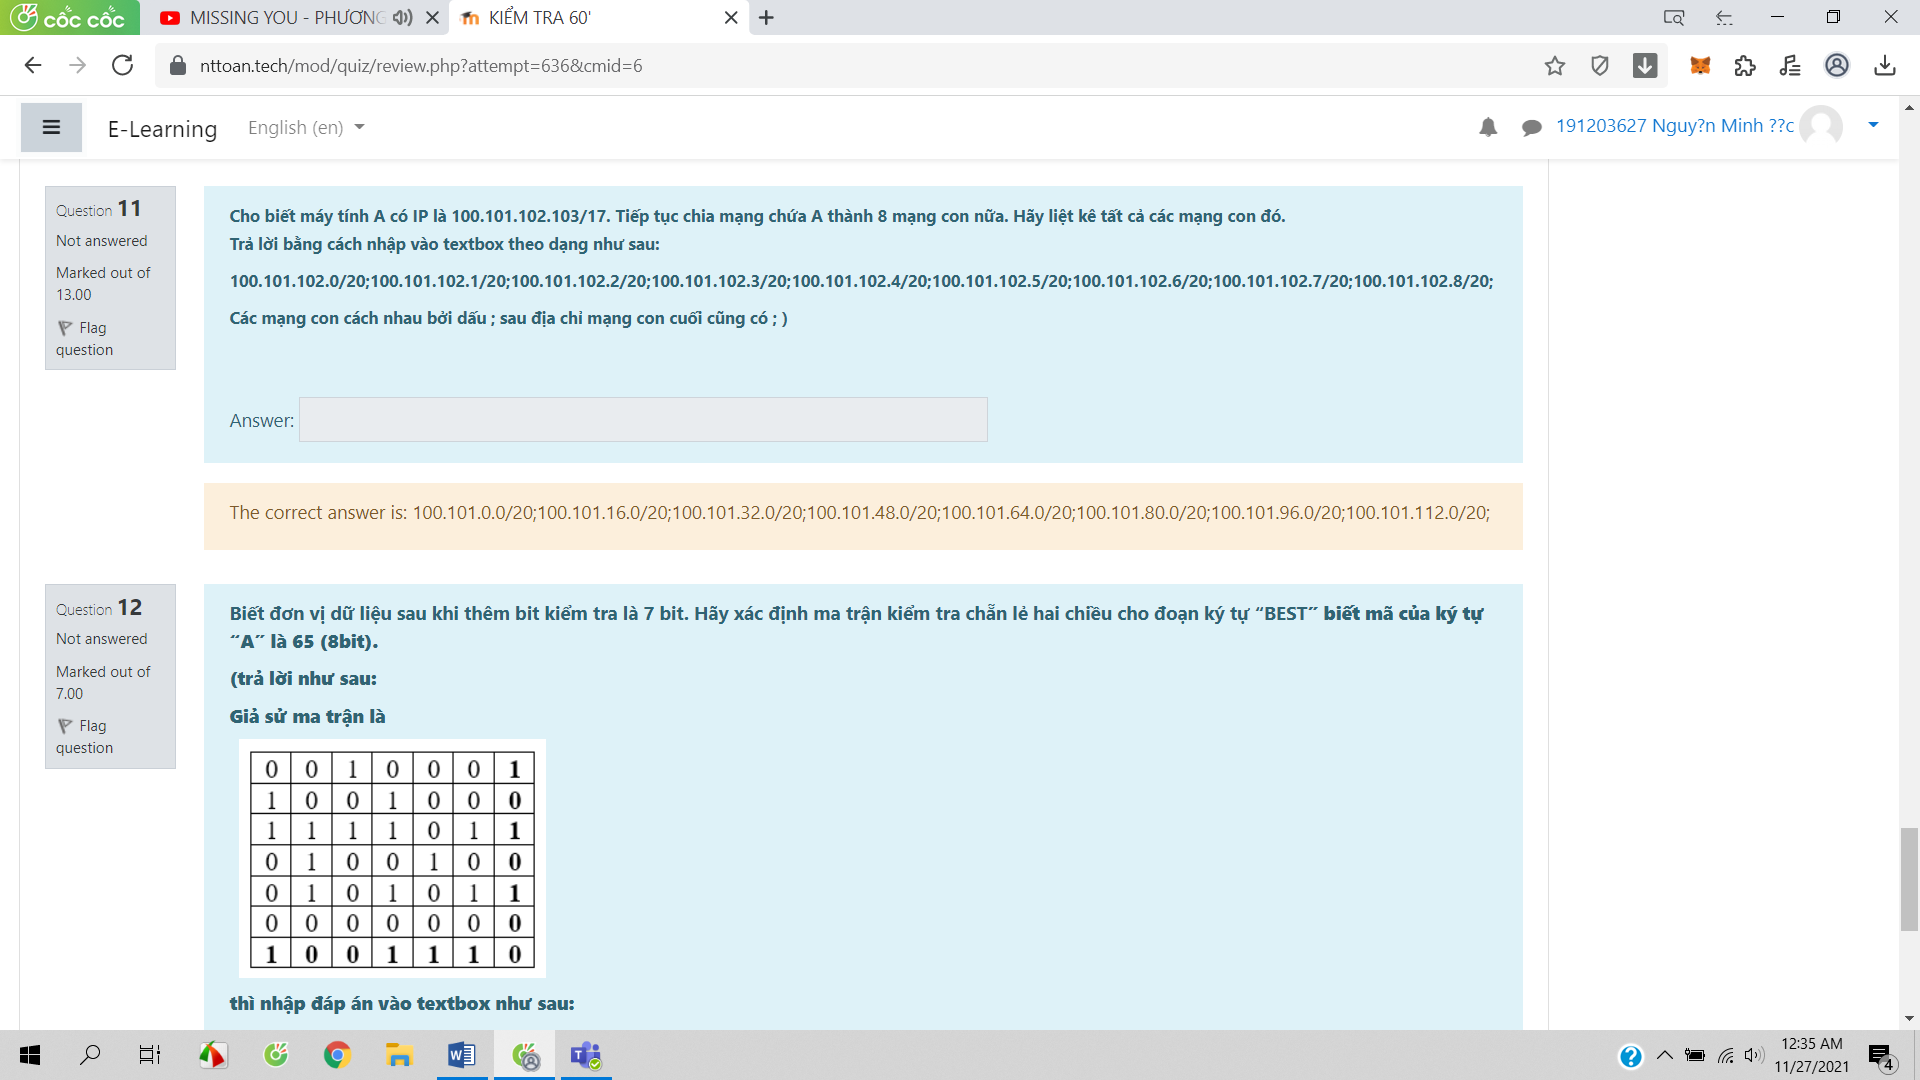 cốc cốc
MISSING YOU - PHƯƠNG
KIỂM TRA 60'
nttoan.tech/mod/quiz/review.php?attempt=636&cmid=6
E-Learning
English (en)
191203627 Nguy?n Minh ??c
Question 11
Not answered
Marked out of
13.00
Flag
question
Cho biết máy tính A có IP là 100.101.102.103/17. Tiếp tục chia mạng chứa A thành 8 mạng con nữa. Hãy liệt kê tất cả các mạng con đó.
Trả lời bằng cách nhập vào textbox theo dạng như sau:
100.101.102.0/20;100.101.102.1/20;100.101.102.2/20;100.101.102.3/20;100.101.102.4/20;100.101.102.5/20;100.101.102.6/20;100.101.102.7/20;100.101.102.8/20;
Các mạng con cách nhau bởi dấu ; sau địa chỉ mạng con cuối cũng có ; )
Answer:
The correct answer is: 100.101.0.0/20;100.101.16.0/20;100.101.32.0/20;100.101.48.0/20;100.101.64.0/20;100.101.80.0/20;100.101.96.0/20;100.101.112.0/20;
Question 12
Not answered
Marked out of
7.00
Flag
question
Biết đơn vị dữ liệu sau khi thêm bit kiểm tra là 7 bit. Hãy xác định ma trận kiểm tra chẵn lẻ hai chiều cho đoạn ký tự “BEST” biết mã của ký tự
“A” là 65 (8bit).
(trả lời như sau:
Giả sử ma trận là
0 0 1 0 0 0 1
1 0 0 1 0 0 0
1 1 1 1 0 1 1
0 1 0 0 1 0 0
0 1 0 1 0 1 1
0 0 0 0 0 0 0
1 0 0 1 1 1 0
thì nhập đáp án vào textbox như sau:
12:35 AM
11/27/2021
4